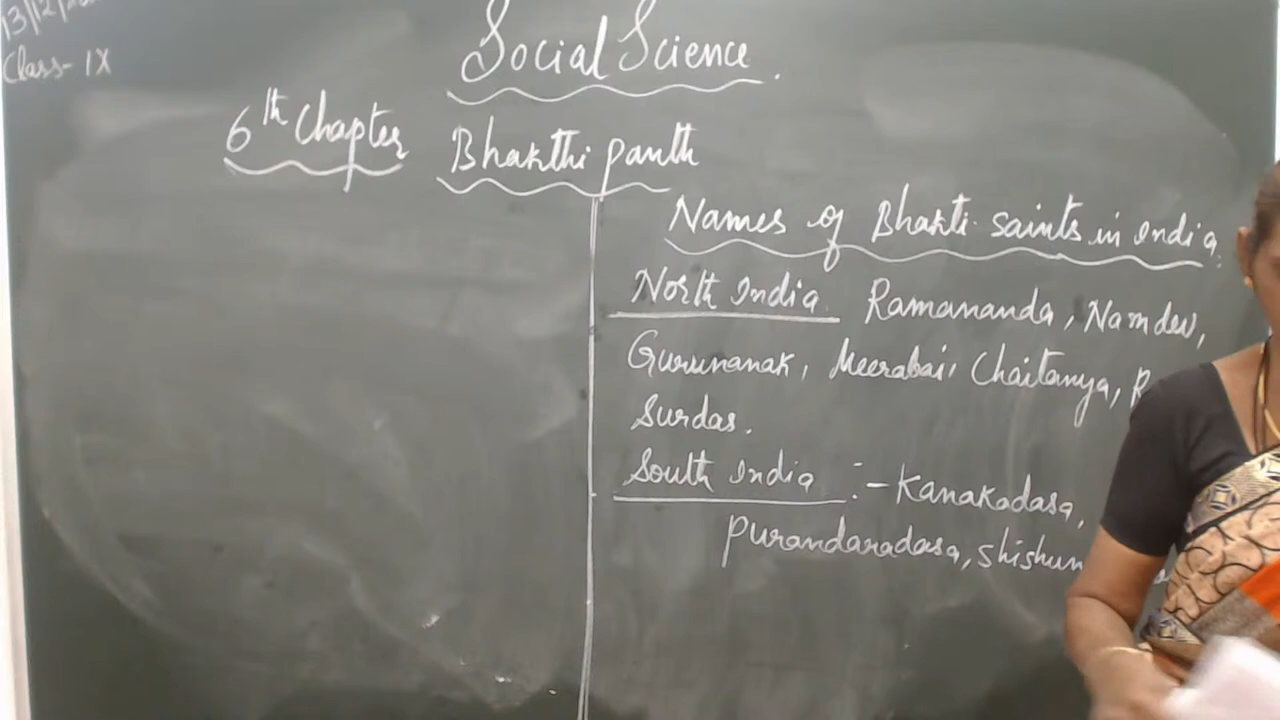 13/12/
Class-IX
Social Science.
6th Chapter Bhakthi panth
Names of Bhakti saints in India.
North India. Ramananda, Namdev,
Gurunanak, Meerabai, Chaitanya, R
Surdas.
South India :- Kanakadasa,
Purandaradasa, Shishun